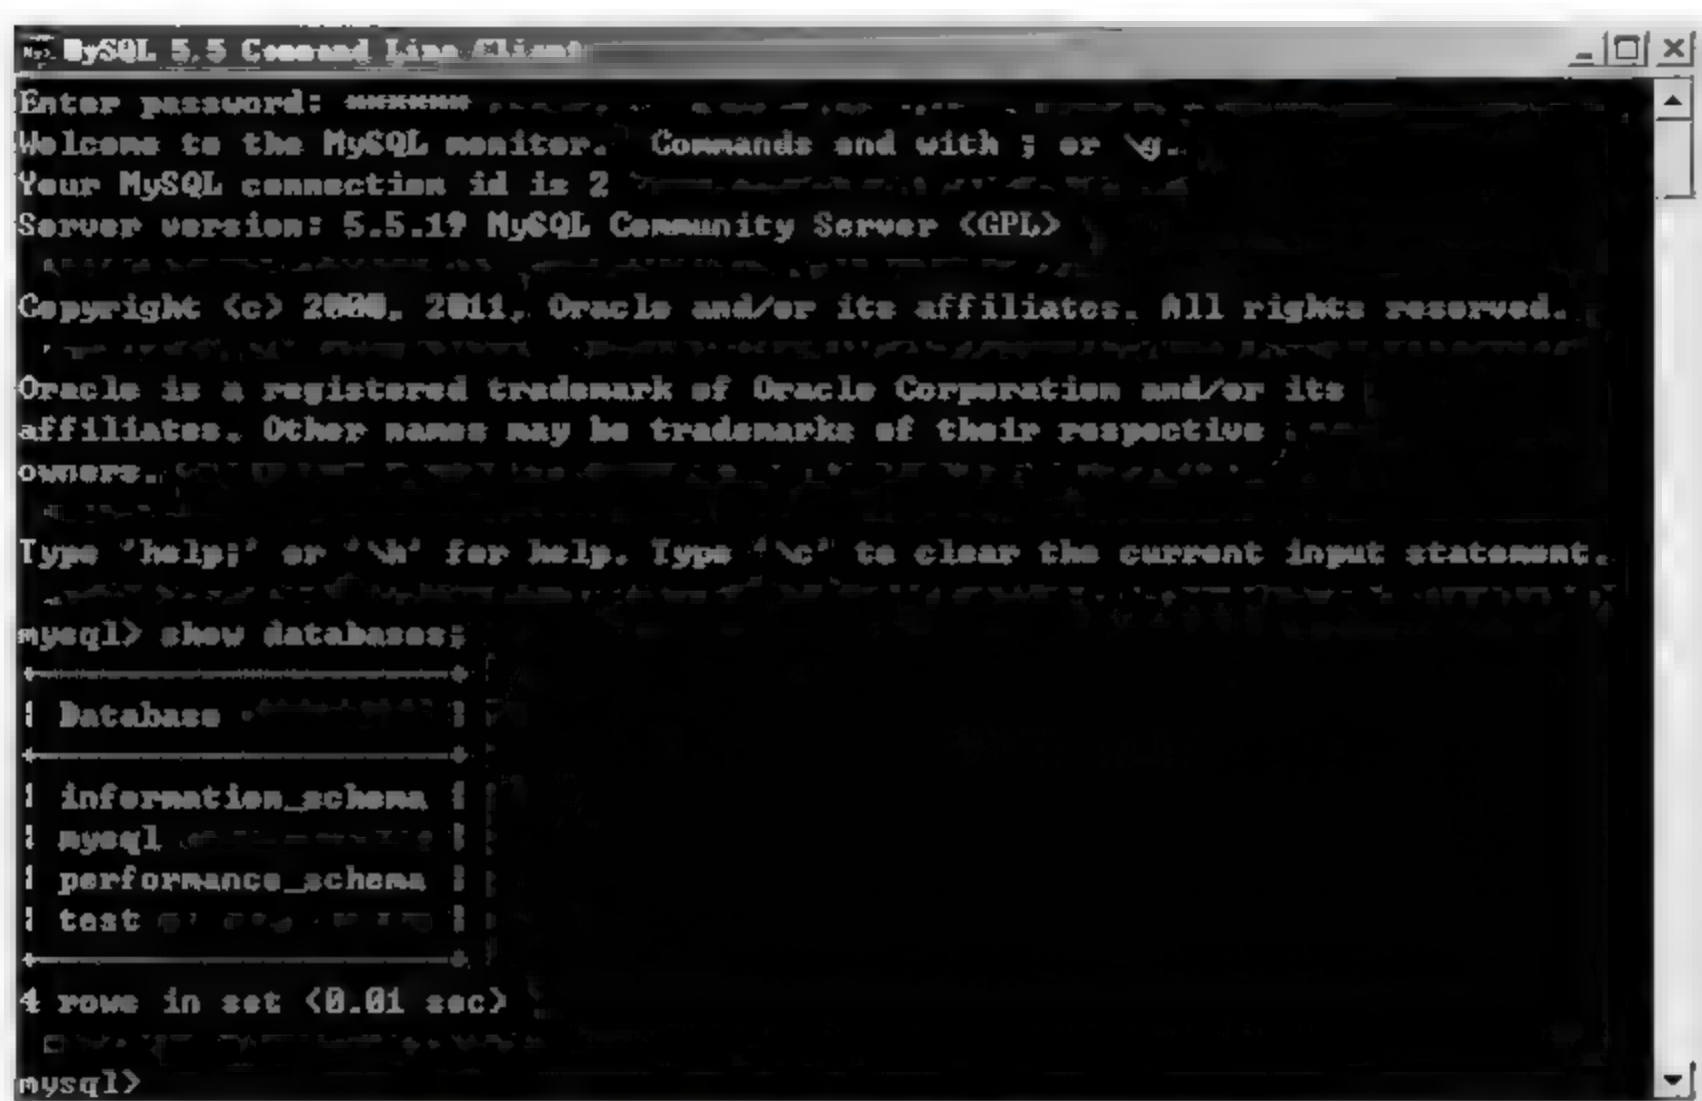 MySQL 5.5 Command Line Client
Enter password: ******
Welcome to the MySQL monitor.  Commands end with ; or \g.
Your MySQL connection id is 2
Server version: 5.5.19 MySQL Community Server (GPL)
Copyright (c) 2000, 2011, Oracle and/or its affiliates. All rights reserved.
Oracle is a registered trademark of Oracle Corporation and/or its
affiliates. Other names may be trademarks of their respective
owners.
Type 'help;' or '\h' for help. Type '\c' to clear the current input statement.
mysql> show databases;
+--------------------+
| Database           |
+--------------------+
| information_schema |
| mysql              |
| performance_schema |
| test               |
+--------------------+
4 rows in set (0.01 sec)
mysql>